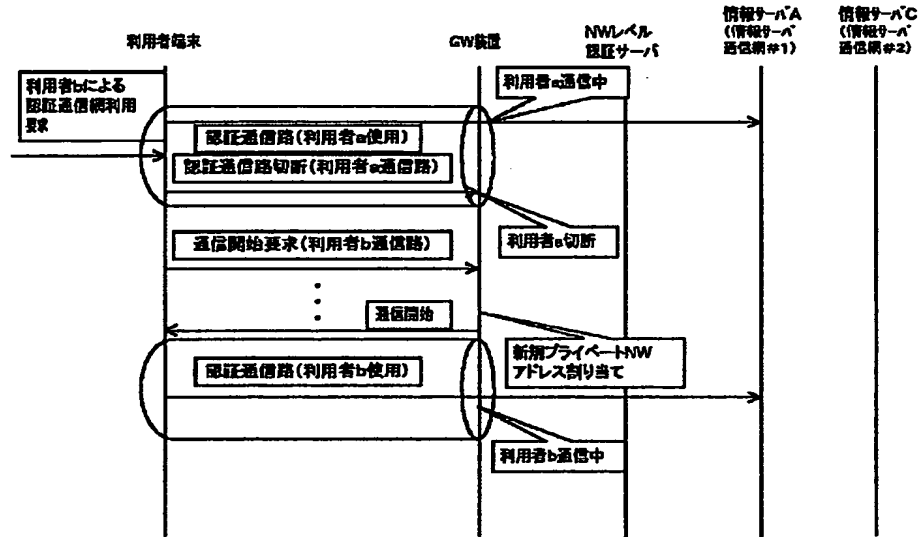 利用者端末
GW装置
NWレベル
認証サーバ
情報サーバA
(情報サーバ
通信網#1)
情報サーバC
(情報サーバ
通信網#2)
利用者bによる
認証通信網利用
要求
利用者a通信中
認証通信路(利用者a使用)
認証通信路切断(利用者a通信路)
利用者a切断
通信開始要求(利用者b通信路)
通信開始
新規プライベートNW
アドレス割り当て
認証通信路(利用者b使用)
利用者b通信中